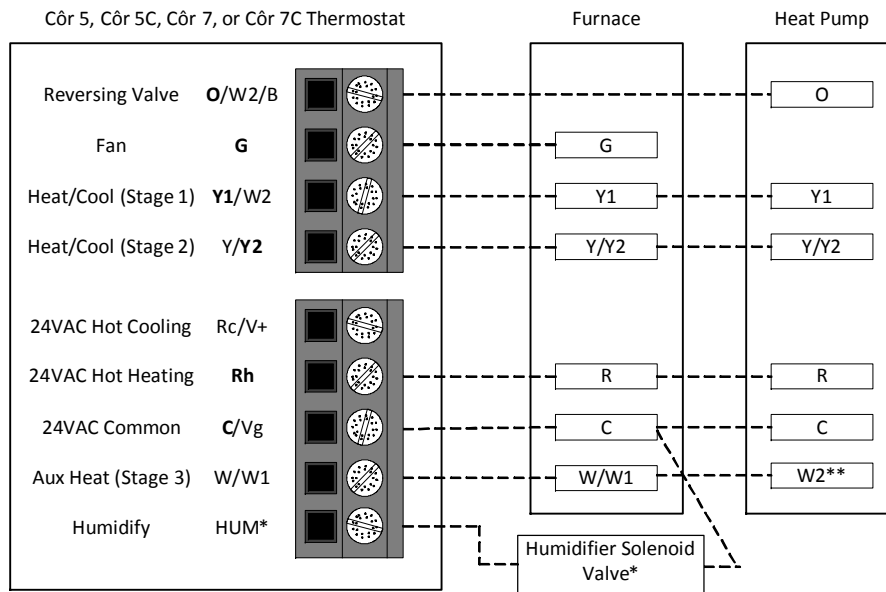 Côr 5, Côr 5C, Côr 7, or Côr 7C Thermostat Furnace Heat Pump
Reversing Valve O/W2/B O
Fan G G
Heat/Cool (Stage 1) Y1/W2 Y1 Y1
Heat/Cool (Stage 2) Y/Y2 Y/Y2 Y/Y2
24VAC Hot Cooling Rc/V+
24VAC Hot Heating Rh R R
24VAC Common C/Vg C C
Aux Heat (Stage 3) W/W1 W/W1 W2**
Humidify HUM*
Humidifier Solenoid
Valve*